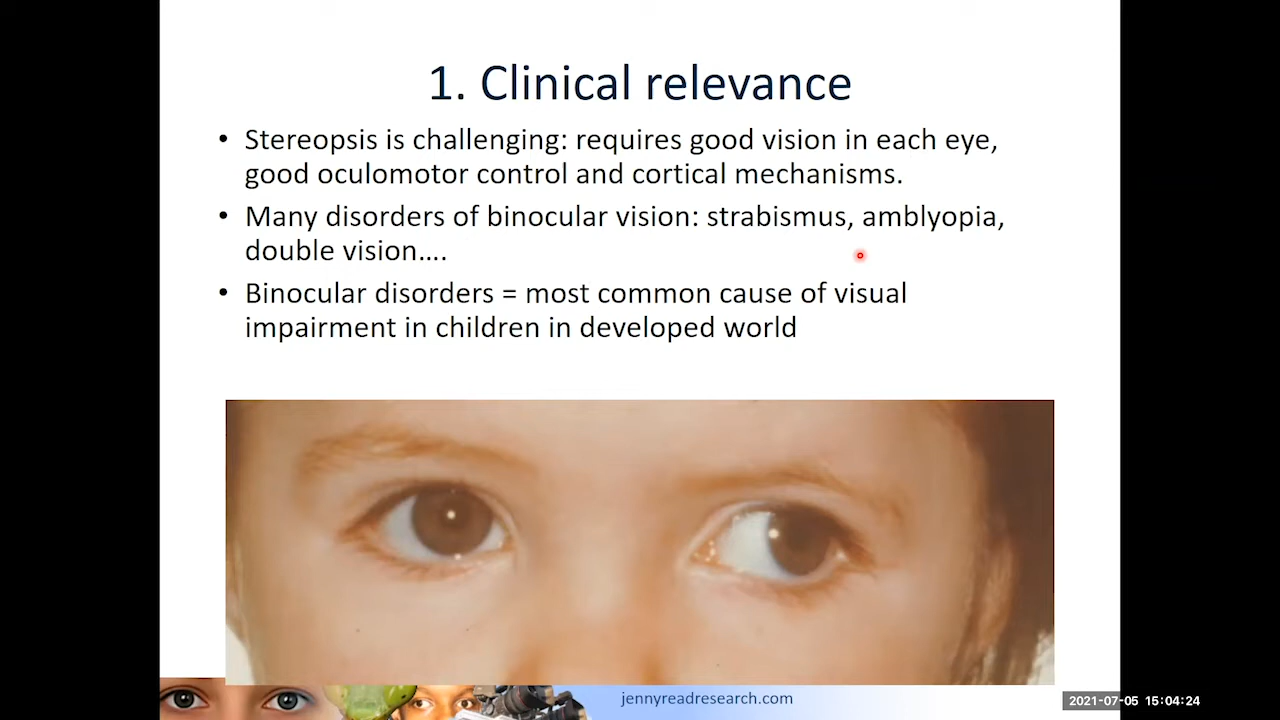 1. Clinical relevance
• Stereopsis is challenging: requires good vision in each eye,
good oculomotor control and cortical mechanisms.
• Many disorders of binocular vision: strabismus, amblyopia,
double vision….
• Binocular disorders = most common cause of visual
impairment in children in developed world
jennyreadresearch.com
2021-07-05 15:04:24